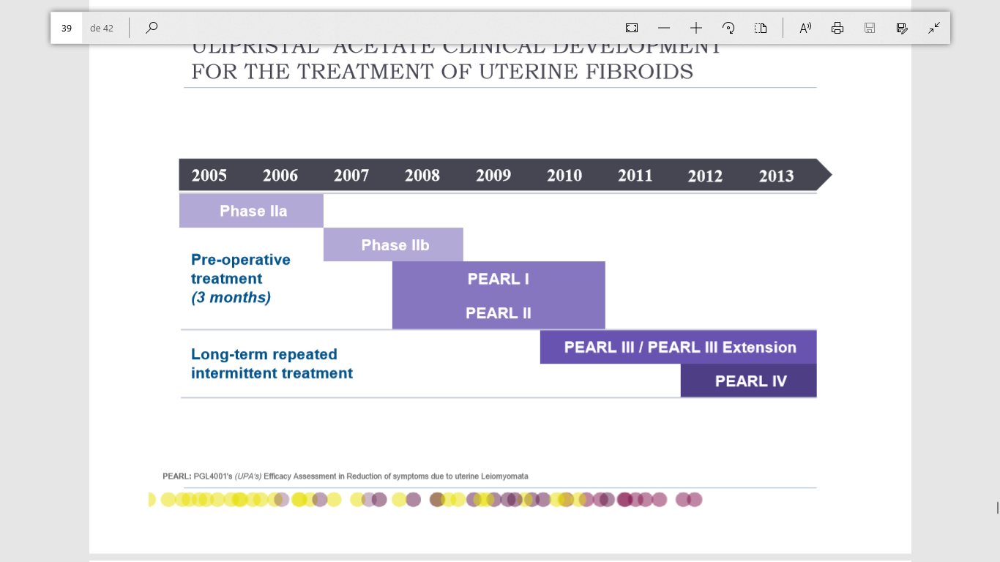 39 de 42
ULIPRISTAL ACETATE CLINICAL DEVELOPMENT
FOR THE TREATMENT OF UTERINE FIBROIDS
2005 2006 2007 2008 2009 2010 2011 2012 2013
Phase IIa
Phase IIb
Pre-operative
treatment
(3 months)
PEARL I
PEARL II
Long-term repeated
intermittent treatment
PEARL III / PEARL III Extension
PEARL IV
PEARL: PGL4001's (UPA's) Efficacy Assessment in Reduction of symptoms due to uterine Leiomyomata